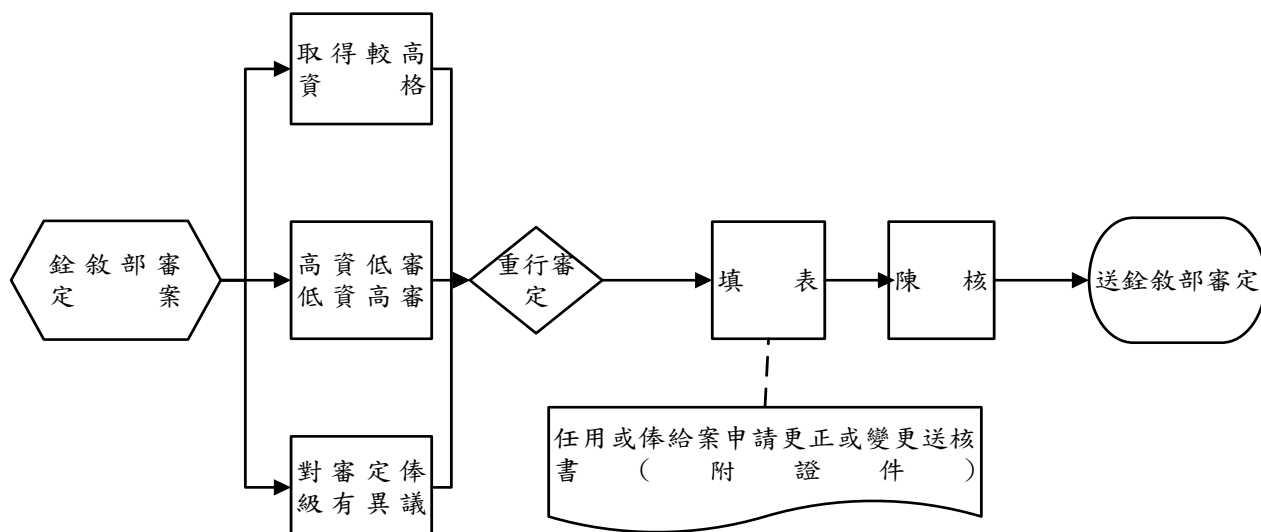 取得較高
資格
銓敘部審
定案
高資低審
低資高審
重行審
定
填表
陳核
送銓敘部審定
任用或俸給案申請更正或變更送核
書(附證件)
對審定俸
級有異議